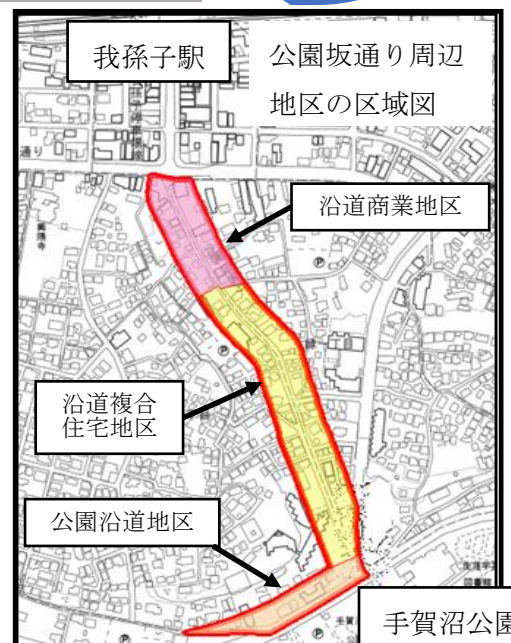 我孫子駅
公園坂通り周辺
地区の区域図
通り
沿道商業地区
沿道複合
住宅地区
公園沿道地区
手賀沼公園